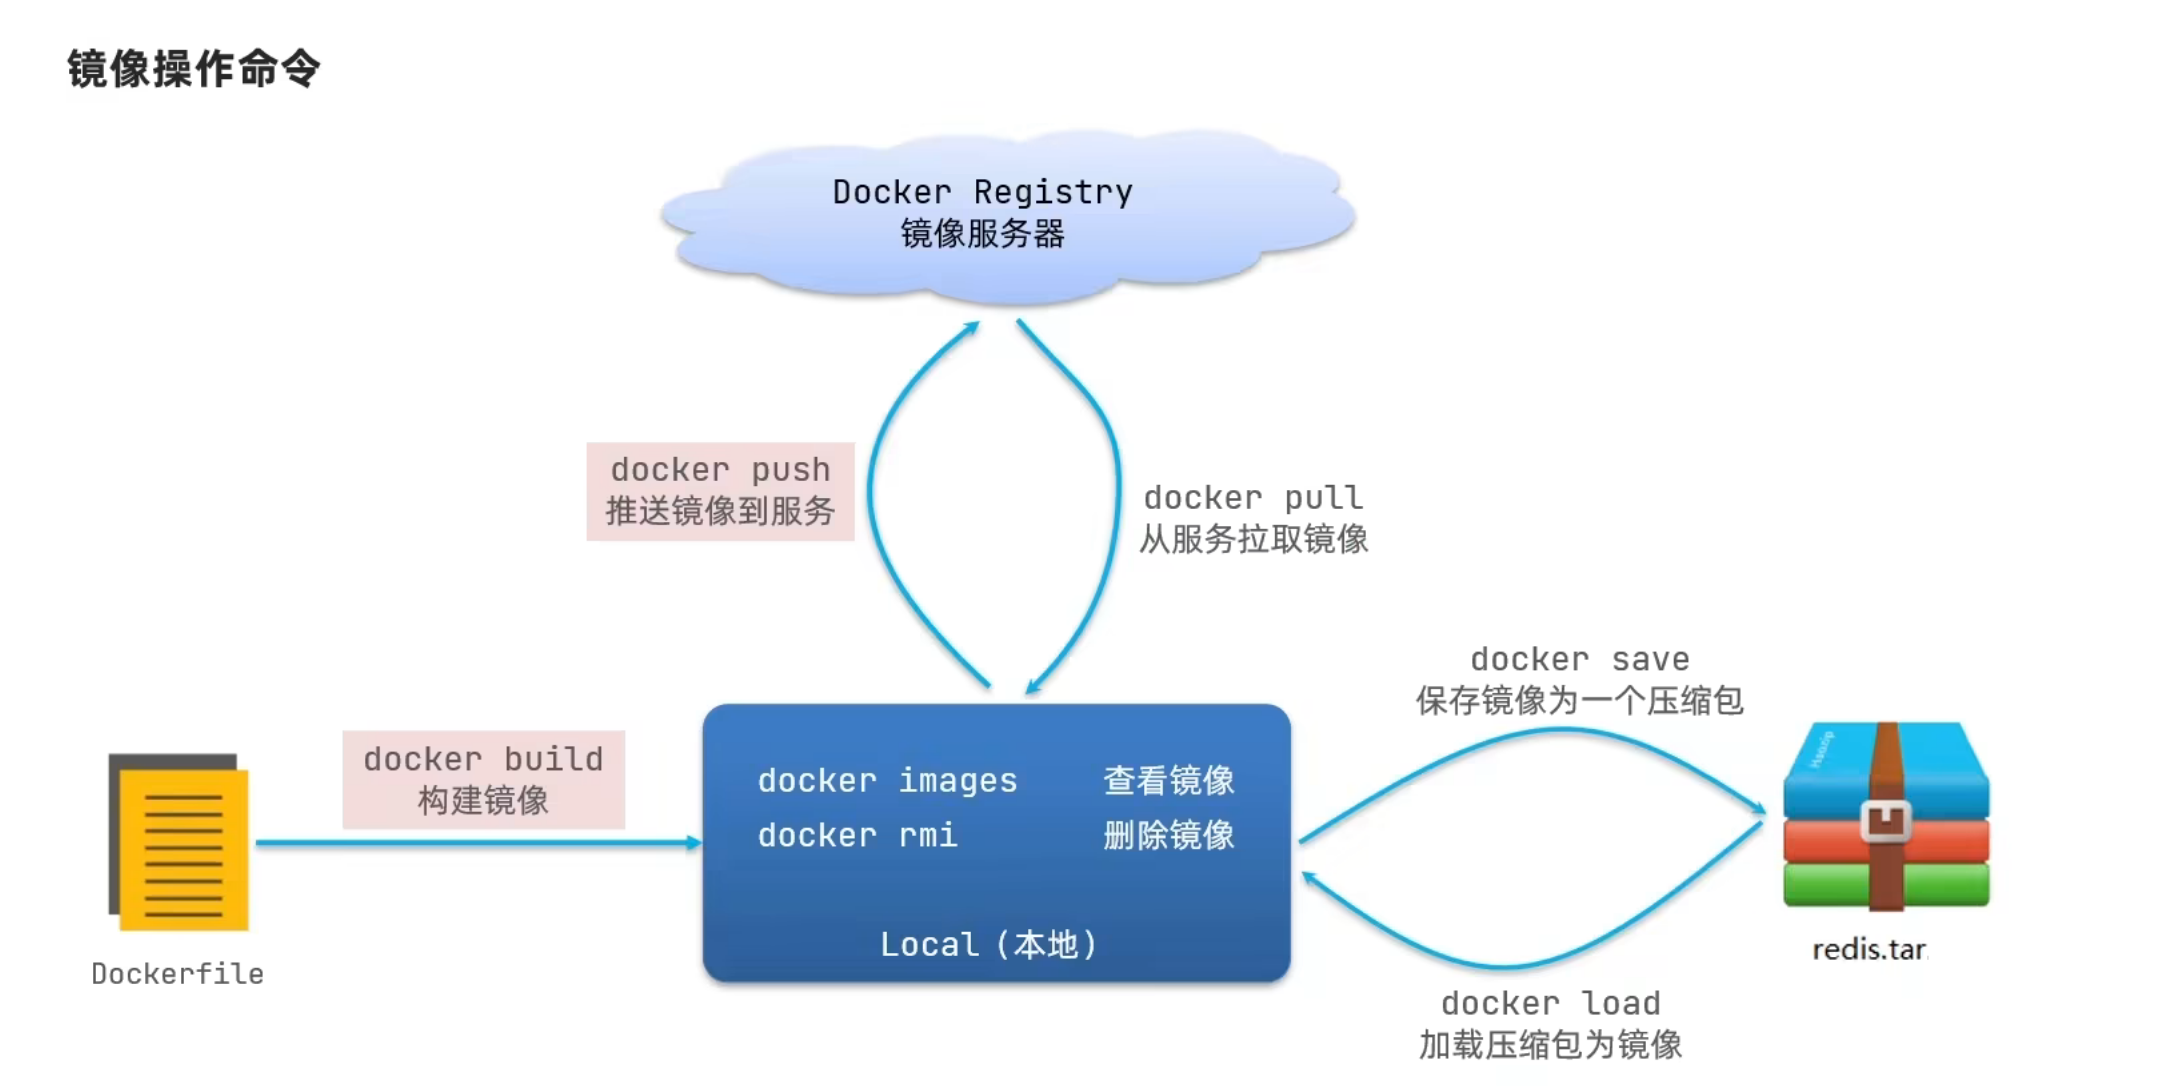 镜像操作命令
Docker Registry
镜像服务器
docker push
推送镜像到服务
docker pull
从服务拉取镜像
docker save
保存镜像为一个压缩包
docker build
构建镜像
docker images 查看镜像
docker rmi 删除镜像
Local（本地）
Dockerfile
redis.tar
docker load
加载压缩包为镜像